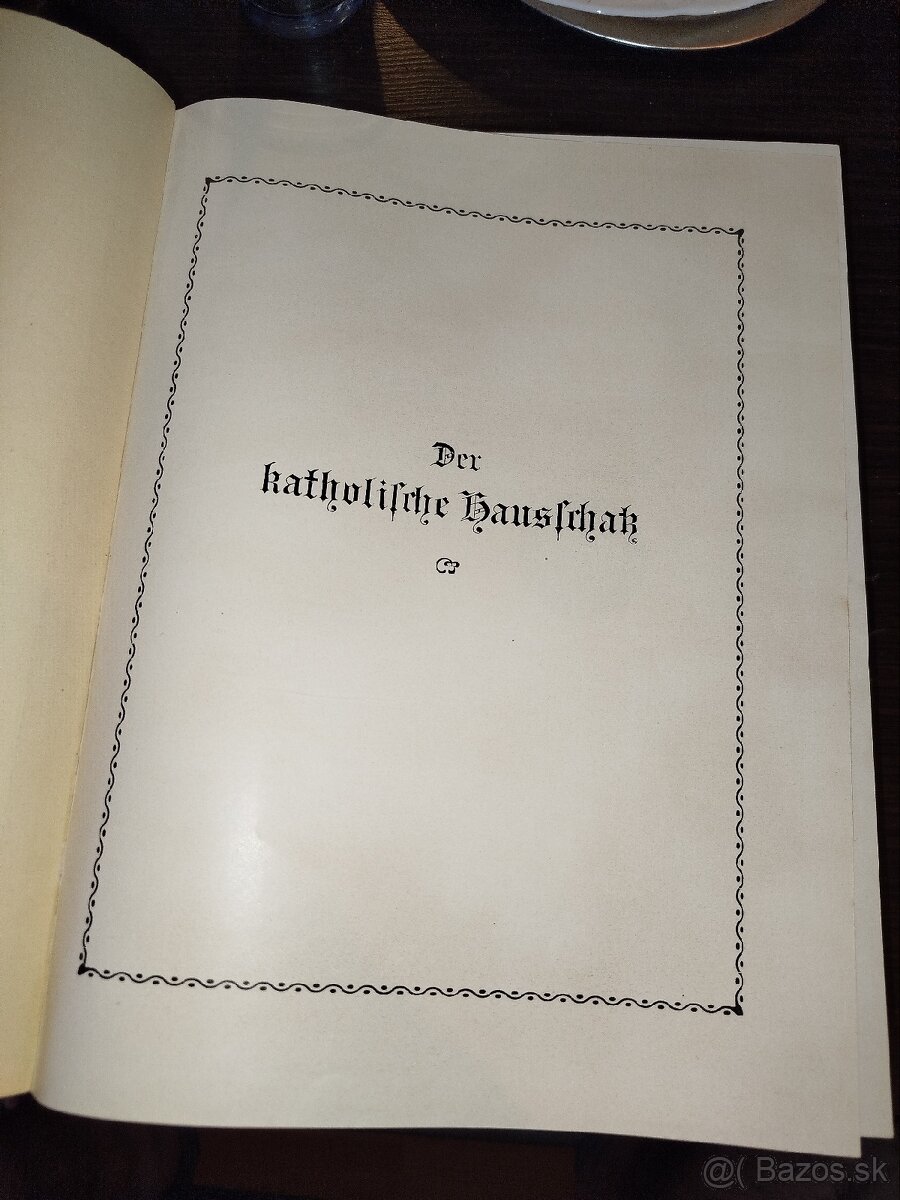 Der
katholiſche Hausſchatz
@( Bazos.sk